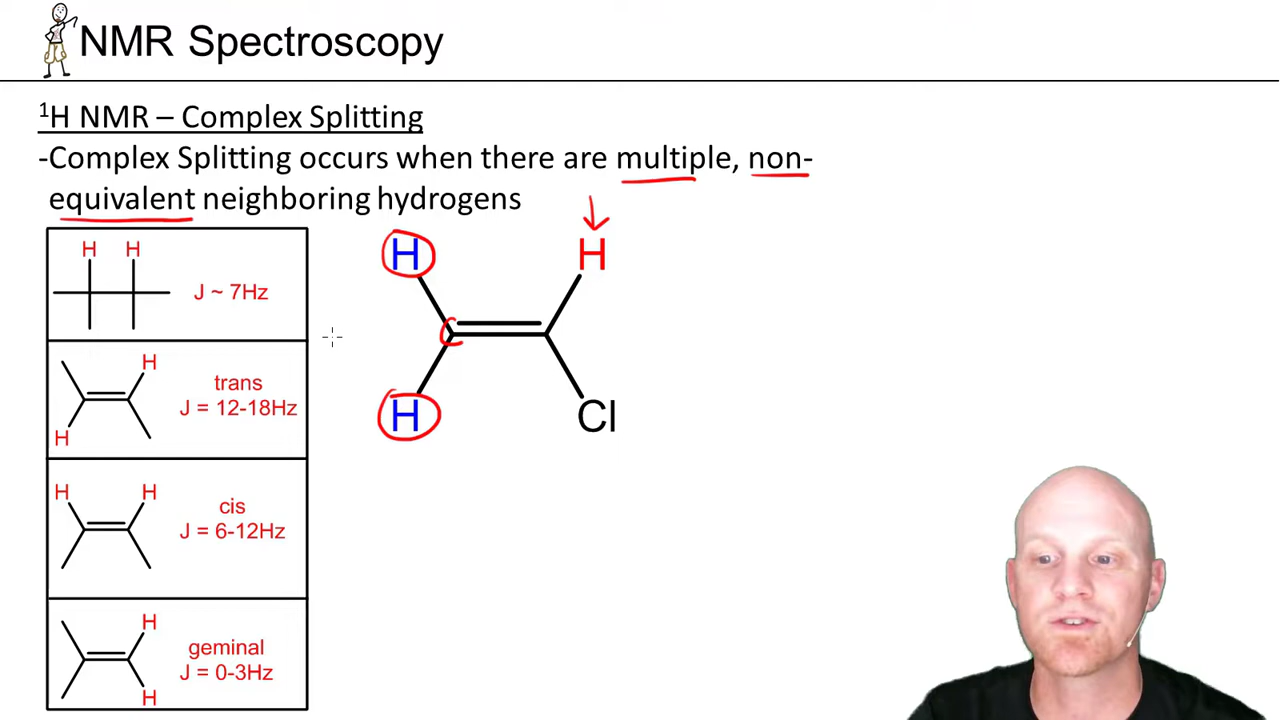 NMR Spectroscopy
¹H NMR – Complex Splitting
-Complex Splitting occurs when there are multiple, non-
equivalent neighboring hydrogens
H H
J ~ 7Hz
H
trans
J = 12-18Hz
H
H H
cis
J = 6-12Hz
H
geminal
J = 0-3Hz
H
H H
H Cl